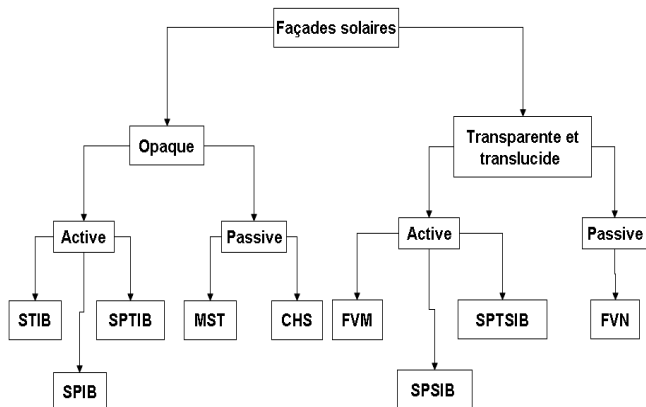 Façades solaires
Opaque
Transparente et
translucide
Active
Passive
Active
Passive
STIB
SPTIB
MST
CHS
FVM
SPTSIB
FVN
SPIB
SPSIB